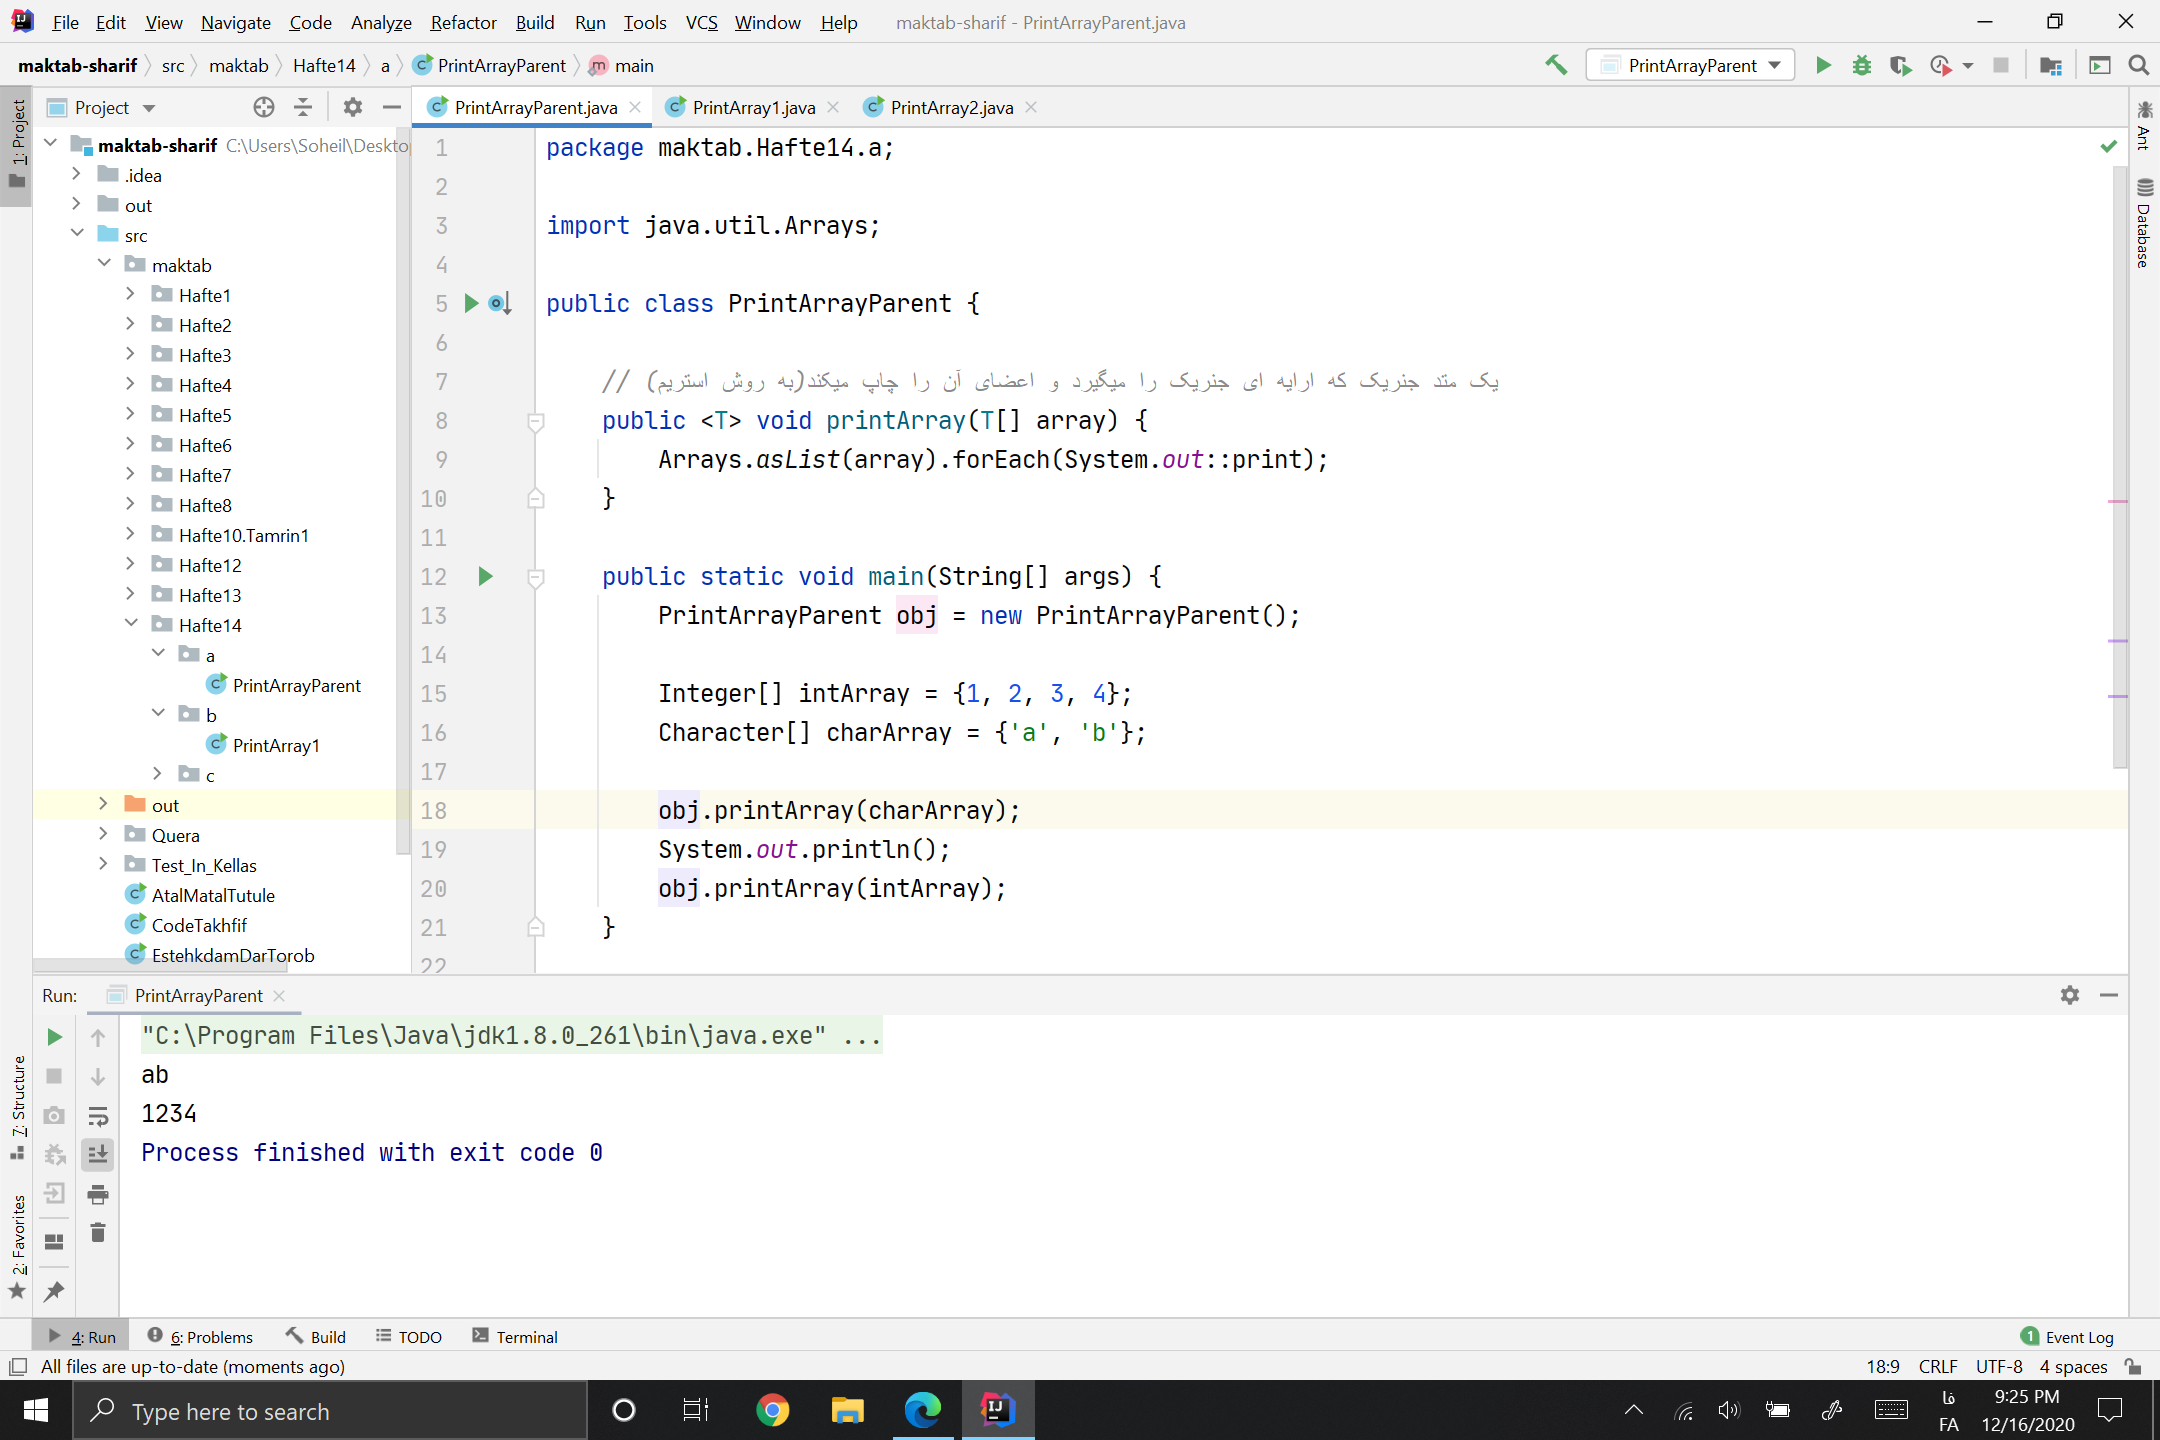 File Edit View Navigate Code Analyze Refactor Build Run Tools VCS Window Help maktab-sharif - PrintArrayParent.java
maktab-sharif src maktab Hafte14 a PrintArrayParent main PrintArrayParent
1: Project
Project
PrintArrayParent.java PrintArray1.java PrintArray2.java
maktab-sharif C:\Users\Soheil\Deskto
.idea
out
src
maktab
Hafte1
Hafte2
Hafte3
Hafte4
Hafte5
Hafte6
Hafte7
Hafte8
Hafte10.Tamrin1
Hafte12
Hafte13
Hafte14
a
PrintArrayParent
b
PrintArray1
c
out
Quera
Test_In_Kellas
AtalMatalTutule
CodeTakhfif
EstehkdamDarTorob
1 package maktab.Hafte14.a;
2
3 import java.util.Arrays;
4
5 public class PrintArrayParent {
6
7 // یک متد جنریک که ارایه ای جنریک را میگیرد و اعضای آن را چاپ میکند(به روش استریم)
8 public <T> void printArray(T[] array) {
9 Arrays.asList(array).forEach(System.out::print);
10 }
11
12 public static void main(String[] args) {
13 PrintArrayParent obj = new PrintArrayParent();
14
15 Integer[] intArray = {1, 2, 3, 4};
16 Character[] charArray = {'a', 'b'};
17
18 obj.printArray(charArray);
19 System.out.println();
20 obj.printArray(intArray);
21 }
22
Ant
Database
Run: PrintArrayParent
"C:\Program Files\Java\jdk1.8.0_261\bin\java.exe" ...
ab
1234
Process finished with exit code 0
7: Structure
2: Favorites
4: Run 6: Problems Build TODO Terminal 1 Event Log
All files are up-to-date (moments ago) 18:9 CRLF UTF-8 4 spaces
Type here to search
فا
FA
9:25 PM
12/16/2020